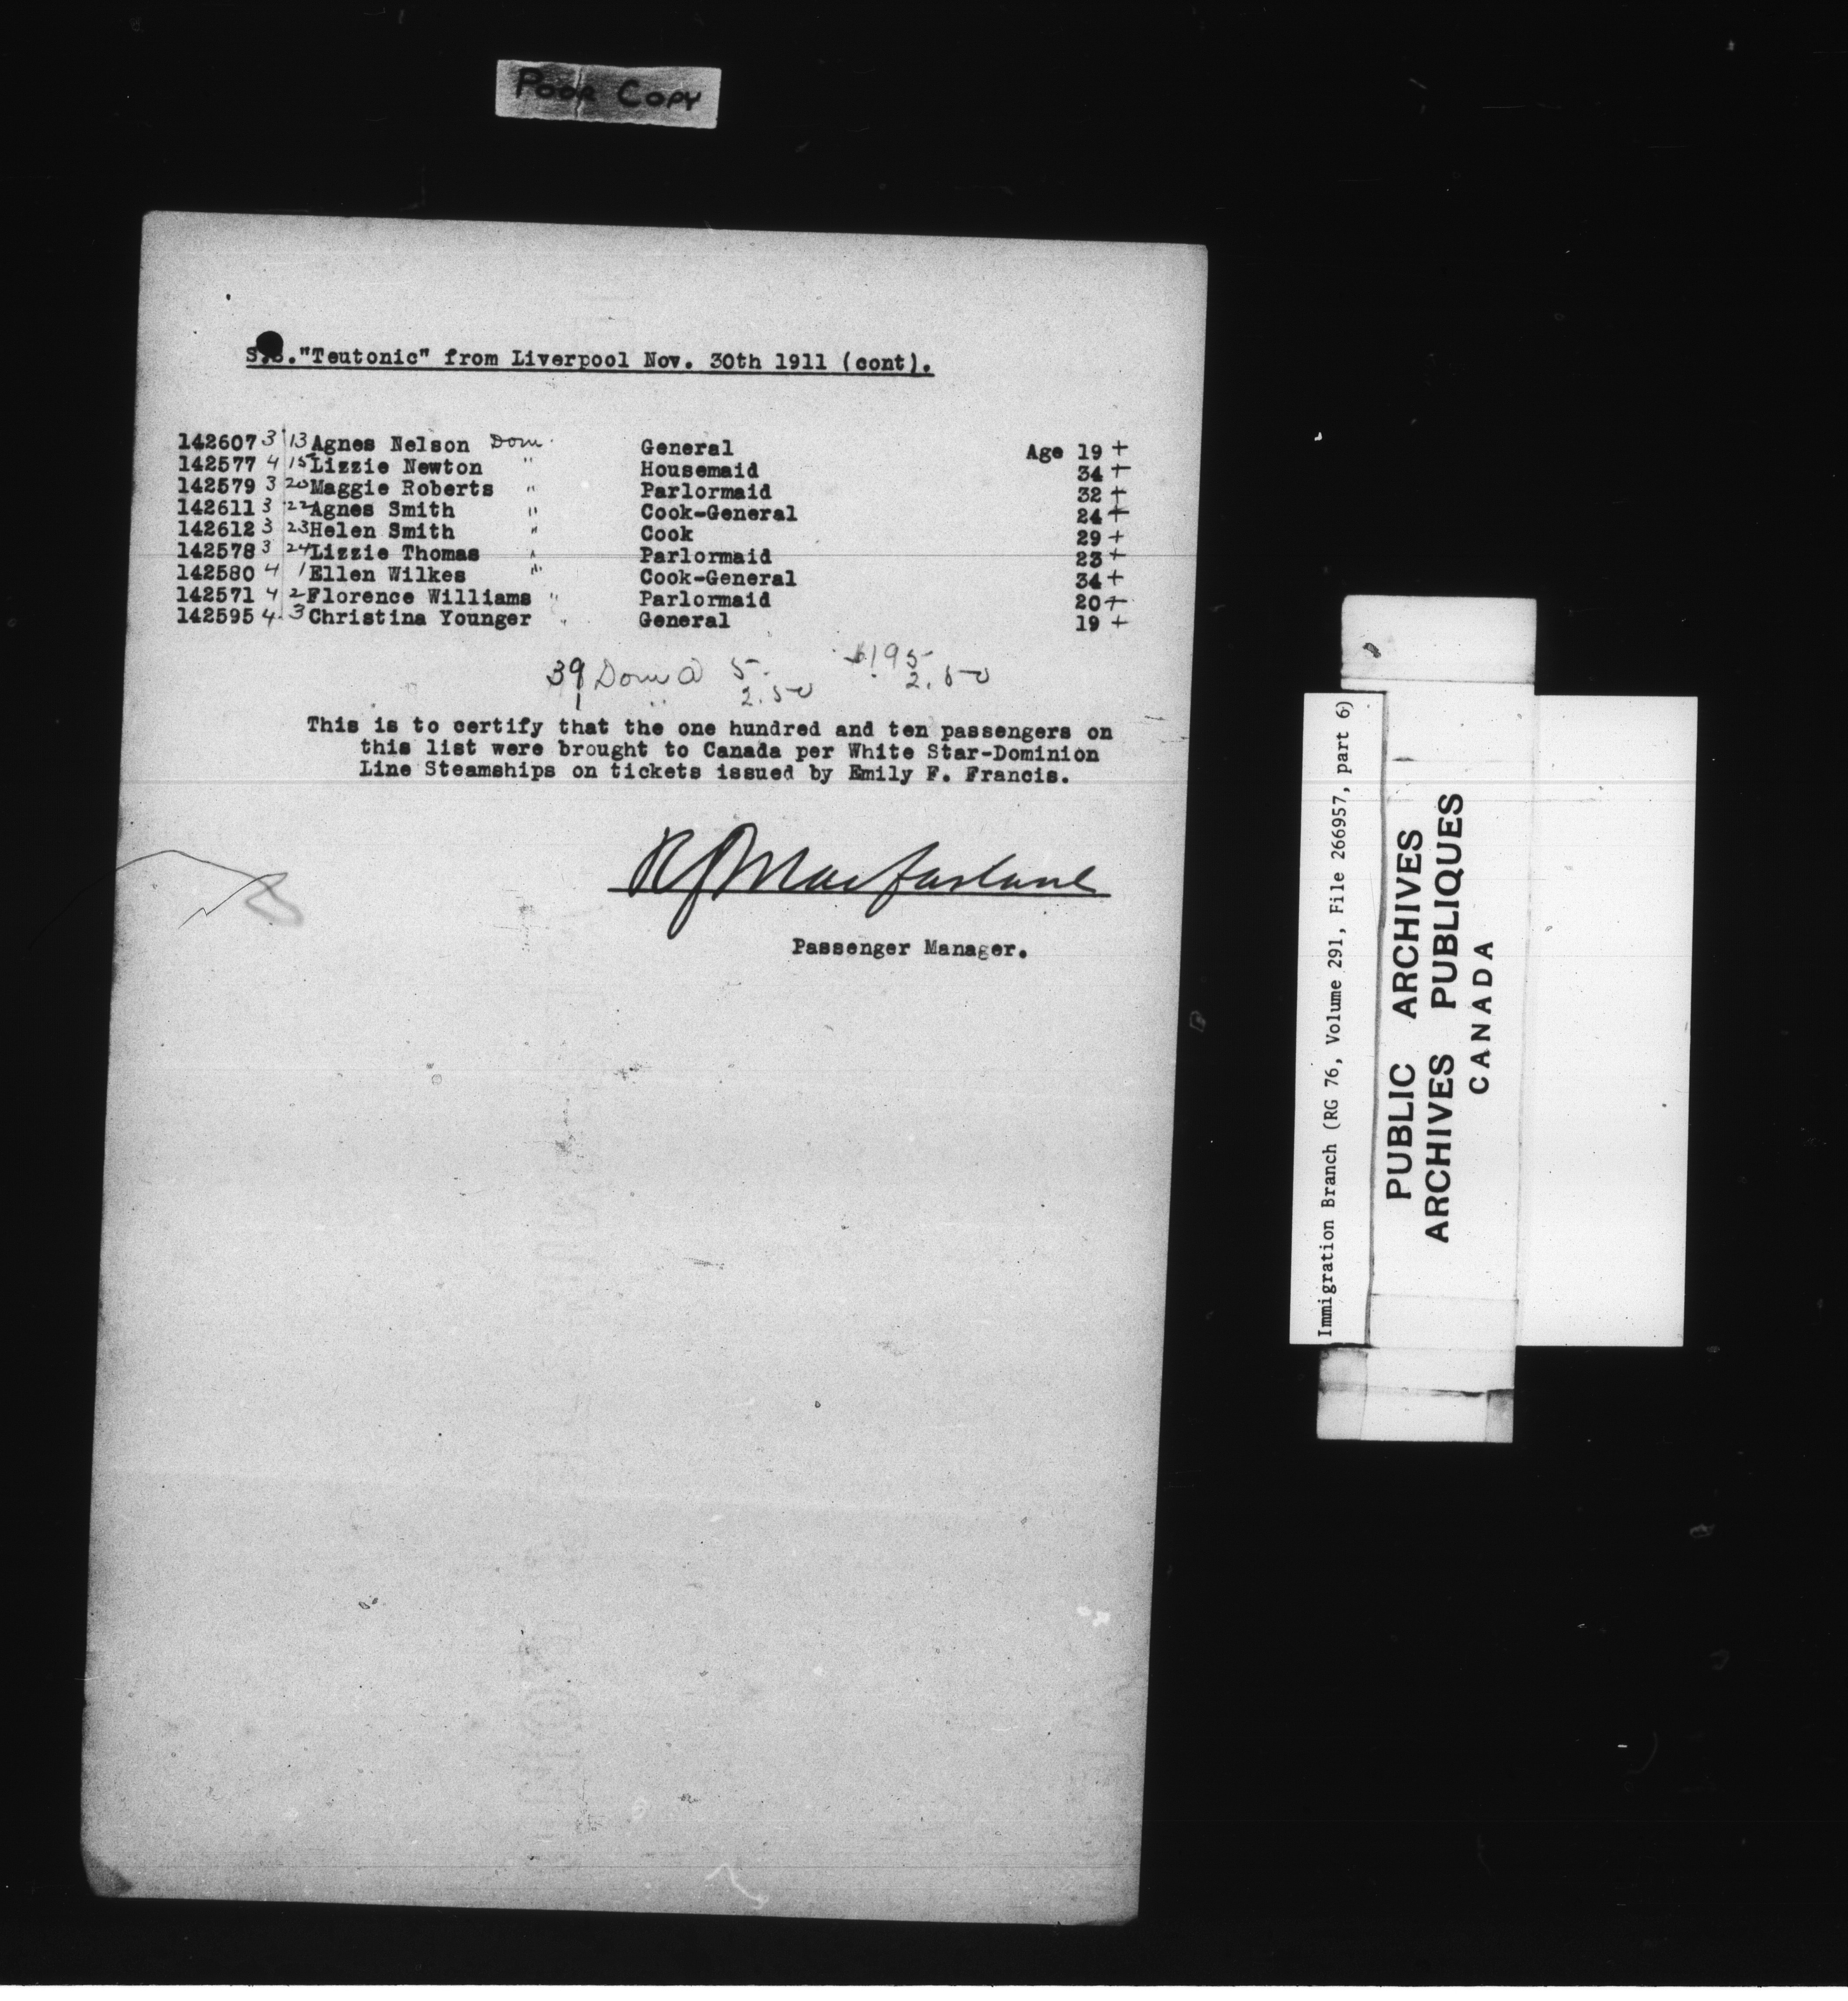 POOR COPY
S.S."Teutonic" from Liverpool Nov. 30th 1911 (cont).
142607 3 13 Agnes Nelson Dom. General Age 19 +
142577 4 15 Lizzie Newton " Housemaid 34 +
142579 3 20 Maggie Roberts " Parlormaid 32 +
142611 3 22 Agnes Smith " Cook-General 24 +
142612 3 23 Helen Smith " Cook 29 +
142578 3 24 Lizzie Thomas " Parlormaid 23 +
142580 4 1 Ellen Wilkes " Cook-General 34 +
142571 4 2 Florence Williams " Parlormaid 20 +
142595 4 3 Christina Younger " General 19 +
39 Dom @ 5. $195
1 " 2.50 2.50
This is to certify that the one hundred and ten passengers on
this list were brought to Canada per White Star-Dominion
Line Steamships on tickets issued by Emily F. Francis.
Macfarlane
Passenger Manager.
Immigration Branch (RG 76, Volume 291, File 266957, part 6)
PUBLIC ARCHIVES
ARCHIVES PUBLIQUES
CANADA